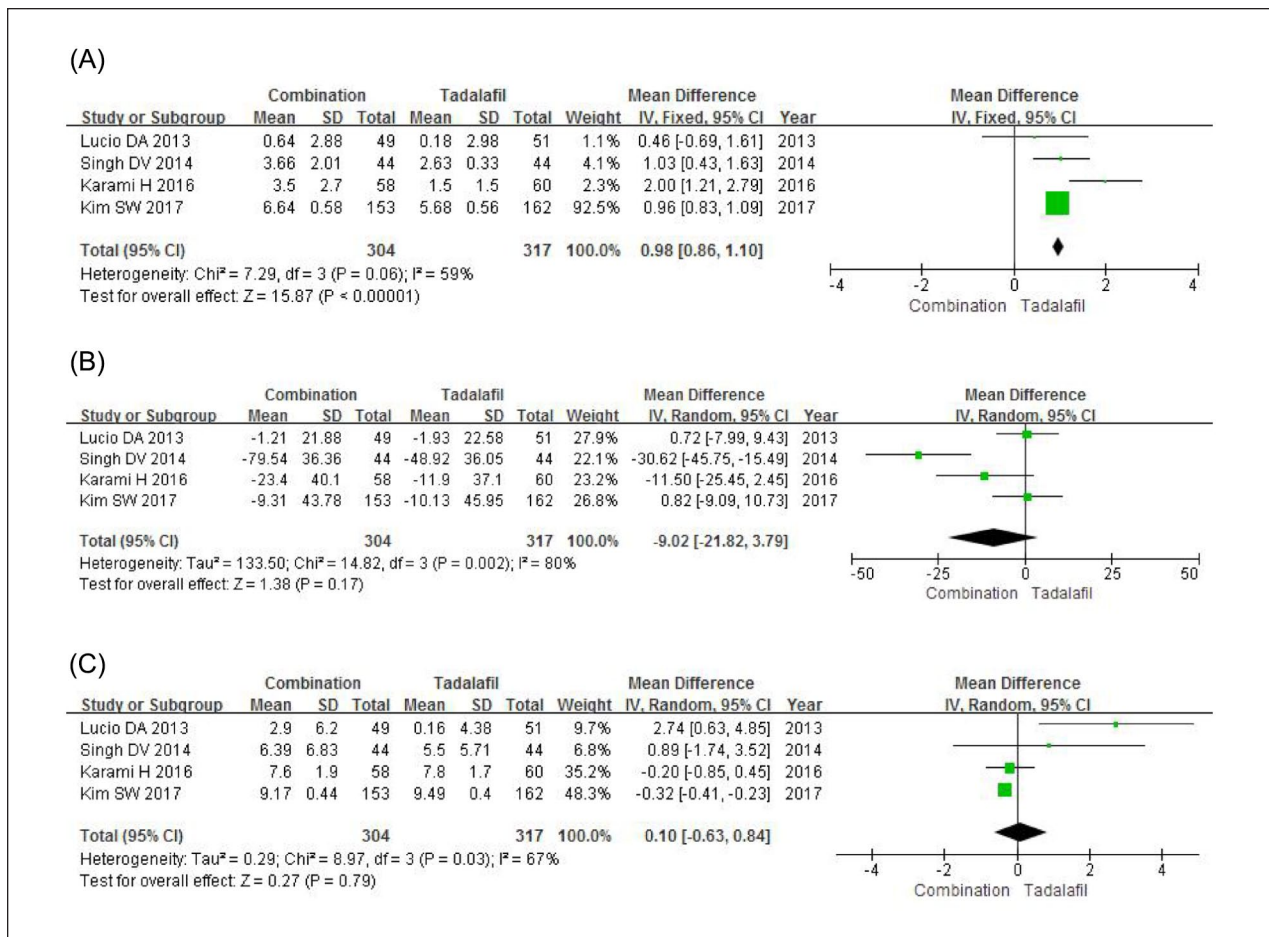 (A)
Combination Tadalafil Mean Difference Mean Difference
Study or Subgroup Mean SD Total Mean SD Total Weight IV, Fixed, 95% CI Year IV, Fixed, 95% CI
Lucio DA 2013 0.64 2.88 49 0.18 2.98 51 1.1% 0.46 [-0.69, 1.61] 2013
Singh DV 2014 3.66 2.01 44 2.63 0.33 44 4.1% 1.03 [0.43, 1.63] 2014
Karami H 2016 3.5 2.7 58 1.5 1.5 60 2.3% 2.00 [1.21, 2.79] 2016
Kim SW 2017 6.64 0.58 153 5.68 0.56 162 92.5% 0.96 [0.83, 1.09] 2017
Total (95% CI) 304 317 100.0% 0.98 [0.86, 1.10]
Heterogeneity: Chi² = 7.29, df = 3 (P = 0.06); I² = 59%
Test for overall effect: Z = 15.87 (P < 0.00001)
-4 -2 0 2 4
Combination Tadalafil
(B)
Combination Tadalafil Mean Difference Mean Difference
Study or Subgroup Mean SD Total Mean SD Total Weight IV, Random, 95% CI Year IV, Random, 95% CI
Lucio DA 2013 -1.21 21.88 49 -1.93 22.58 51 27.9% 0.72 [-7.99, 9.43] 2013
Singh DV 2014 -79.54 36.36 44 -48.92 36.05 44 22.1% -30.62 [-45.75, -15.49] 2014
Karami H 2016 -23.4 40.1 58 -11.9 37.1 60 23.2% -11.50 [-25.45, 2.45] 2016
Kim SW 2017 -9.31 43.78 153 -10.13 45.95 162 26.8% 0.82 [-9.09, 10.73] 2017
Total (95% CI) 304 317 100.0% -9.02 [-21.82, 3.79]
Heterogeneity: Tau² = 133.50; Chi² = 14.82, df = 3 (P = 0.002); I² = 80%
Test for overall effect: Z = 1.38 (P = 0.17)
-50 -25 0 25 50
Combination Tadalafil
(C)
Combination Tadalafil Mean Difference Mean Difference
Study or Subgroup Mean SD Total Mean SD Total Weight IV, Random, 95% CI Year IV, Random, 95% CI
Lucio DA 2013 2.9 6.2 49 0.16 4.38 51 9.7% 2.74 [0.63, 4.85] 2013
Singh DV 2014 6.39 6.83 44 5.5 5.71 44 6.8% 0.89 [-1.74, 3.52] 2014
Karami H 2016 7.6 1.9 58 7.8 1.7 60 35.2% -0.20 [-0.85, 0.45] 2016
Kim SW 2017 9.17 0.44 153 9.49 0.4 162 48.3% -0.32 [-0.41, -0.23] 2017
Total (95% CI) 304 317 100.0% 0.10 [-0.63, 0.84]
Heterogeneity: Tau² = 0.29; Chi² = 8.97, df = 3 (P = 0.03); I² = 67%
Test for overall effect: Z = 0.27 (P = 0.79)
-4 -2 0 2 4
Combination Tadalafil